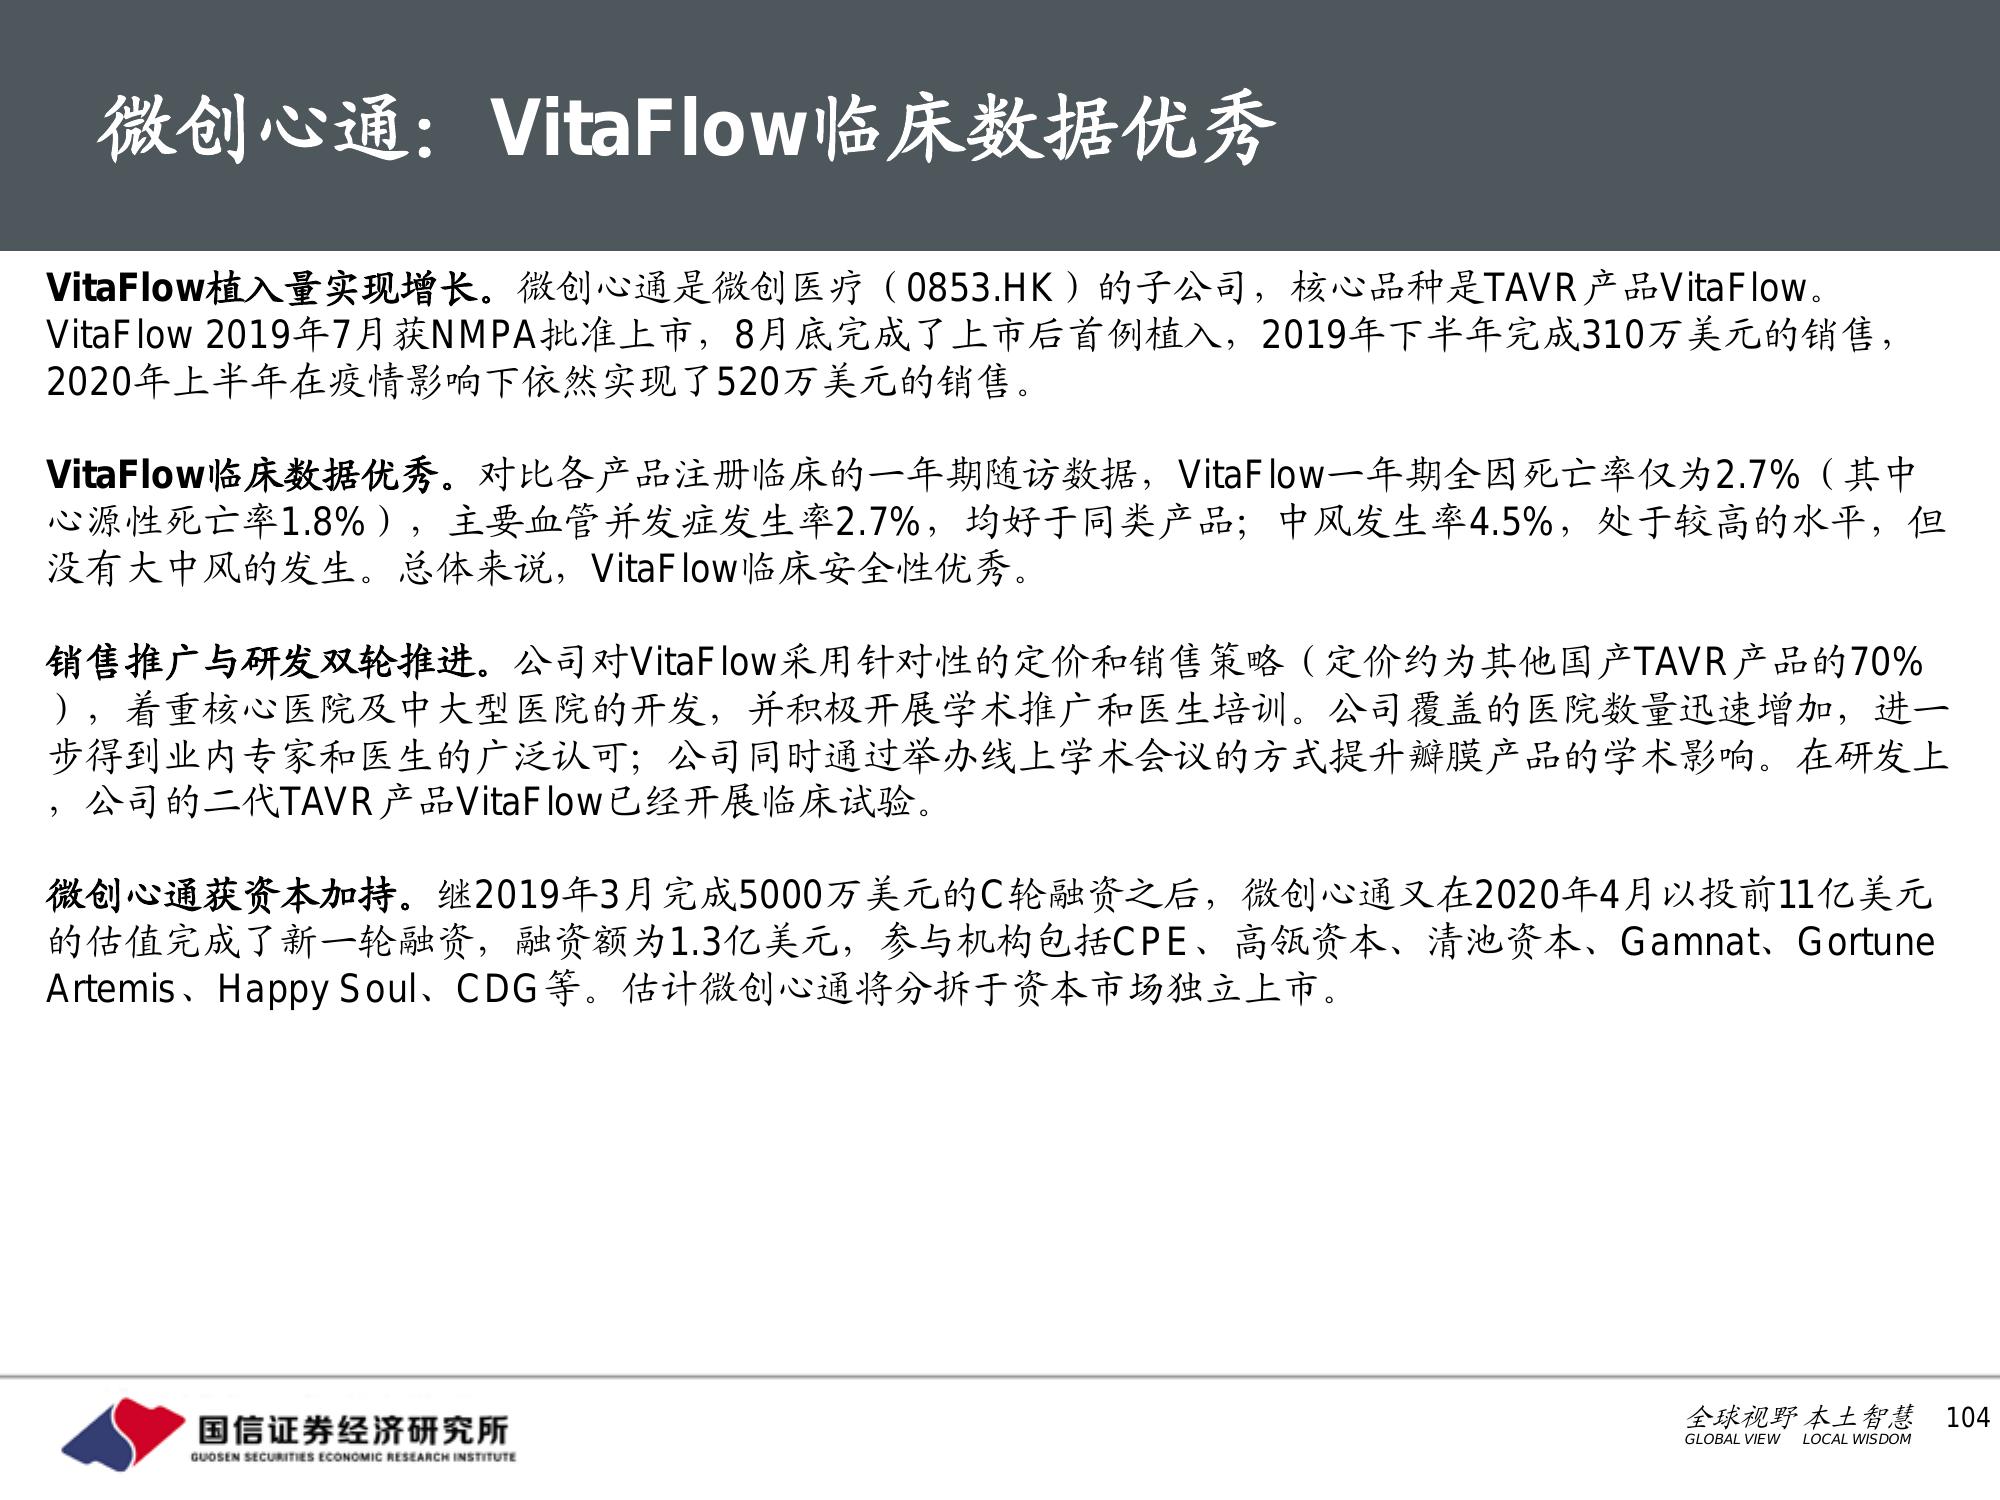 微创心通：VitaFlow临床数据优秀
VitaFlow植入量实现增长。微创心通是微创医疗（0853.HK）的子公司，核心品种是TAVR产品VitaFlow。
VitaFlow 2019年7月获NMPA批准上市，8月底完成了上市后首例植入，2019年下半年完成310万美元的销售，
2020年上半年在疫情影响下依然实现了520万美元的销售。
VitaFlow临床数据优秀。对比各产品注册临床的一年期随访数据，VitaFlow一年期全因死亡率仅为2.7%（其中
心源性死亡率1.8%），主要血管并发症发生率2.7%，均好于同类产品；中风发生率4.5%，处于较高的水平，但
没有大中风的发生。总体来说，VitaFlow临床安全性优秀。
销售推广与研发双轮推进。公司对VitaFlow采用针对性的定价和销售策略（定价约为其他国产TAVR产品的70%
），着重核心医院及中大型医院的开发，并积极开展学术推广和医生培训。公司覆盖的医院数量迅速增加，进一
步得到业内专家和医生的广泛认可；公司同时通过举办线上学术会议的方式提升瓣膜产品的学术影响。在研发上
，公司的二代TAVR产品VitaFlow已经开展临床试验。
微创心通获资本加持。继2019年3月完成5000万美元的C轮融资之后，微创心通又在2020年4月以投前11亿美元
的估值完成了新一轮融资，融资额为1.3亿美元，参与机构包括CPE、高瓴资本、清池资本、Gamnat、Gortune
Artemis、Happy Soul、CDG等。估计微创心通将分拆于资本市场独立上市。
国信证券经济研究所
GUOSEN SECURITIES ECONOMIC RESEARCH INSTITUTE
全球视野 本土智慧 104
GLOBAL VIEW LOCAL WISDOM